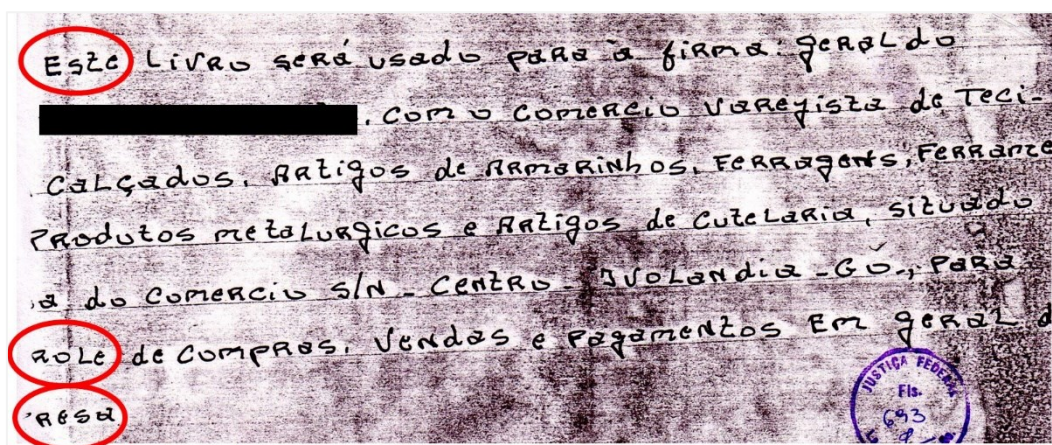 Este Livro será usado para à firma geraldo
. com o comercio Varejista de Teci-
Calçados, Artigos de Armarinhos, Ferragens, Ferrame
Produtos metalurgicos e Artigos de cutelaria, situado
a do comercio S/N - Centro - Ivolandia - GO., para
role de compras, Vendas e Pagamentos Em geral d
resa
JUSTIÇA FEDERAL
Fls.
693